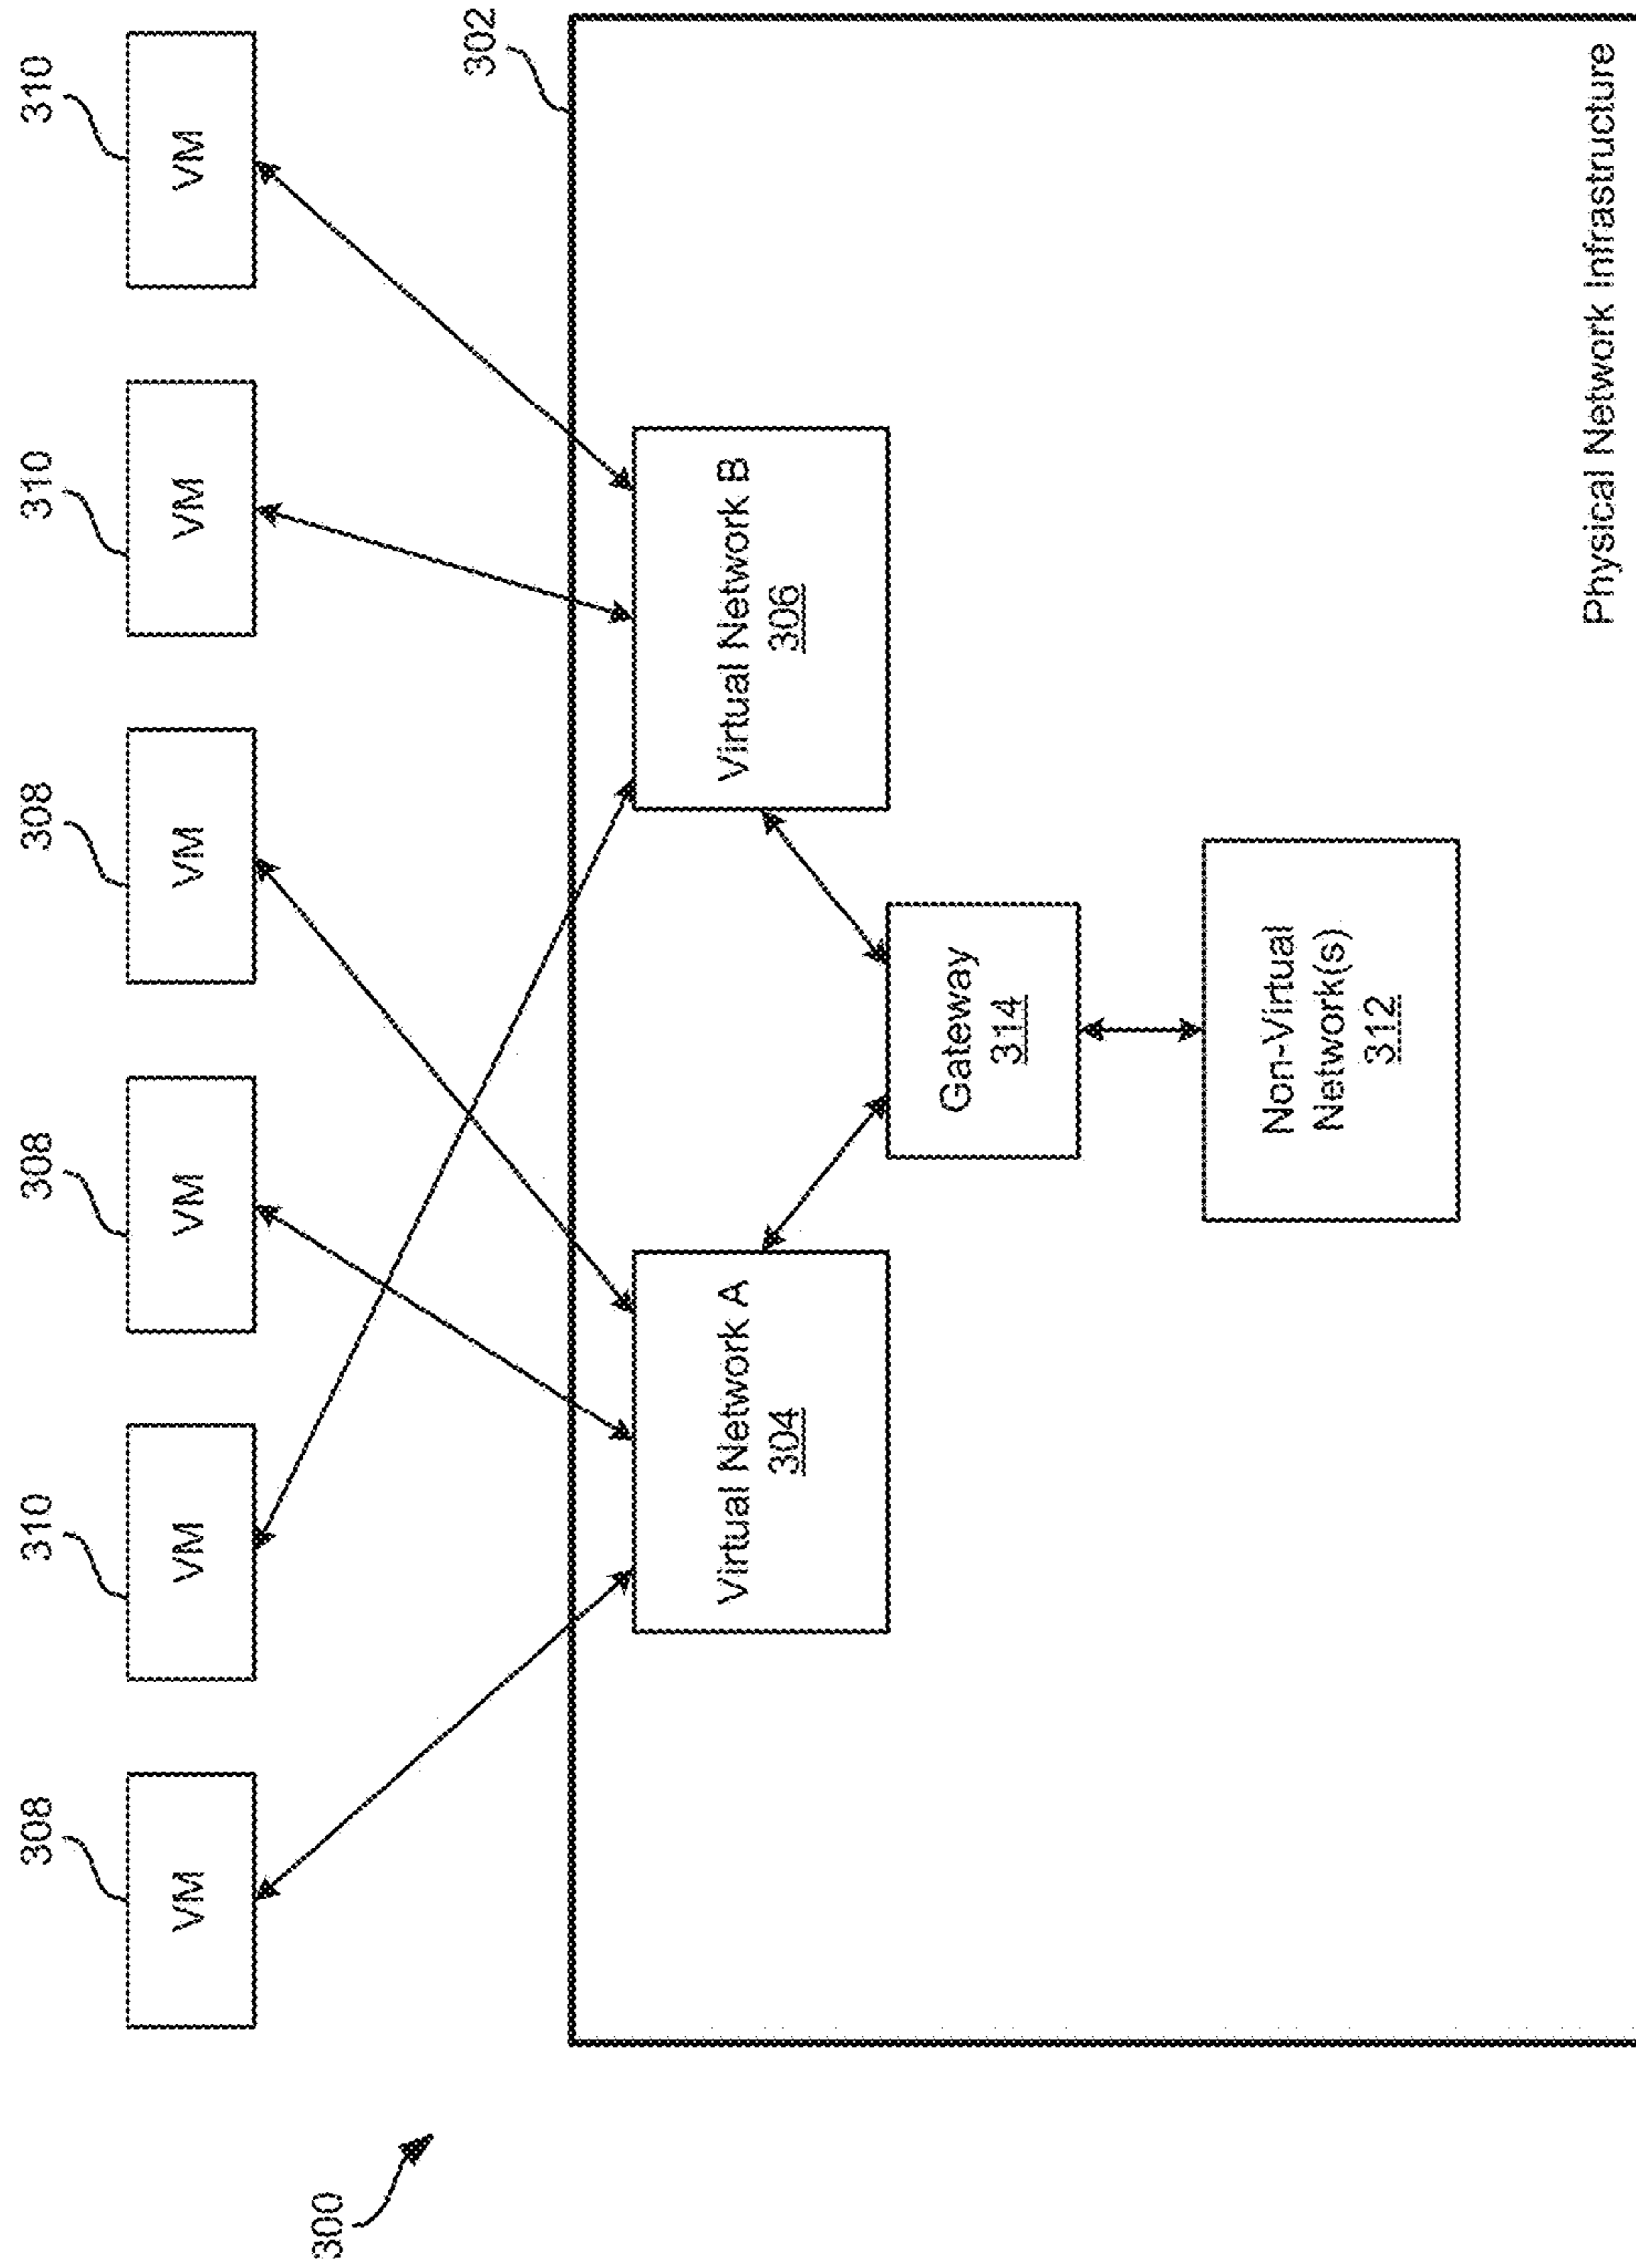 300
308
310
308
308
310
310
VM
VM
VM
VM
VM
VM
302
Virtual Network A
304
Virtual Network B
306
Gateway
314
Non-Virtual
Network(s)
312
Physical Network Infrastructure